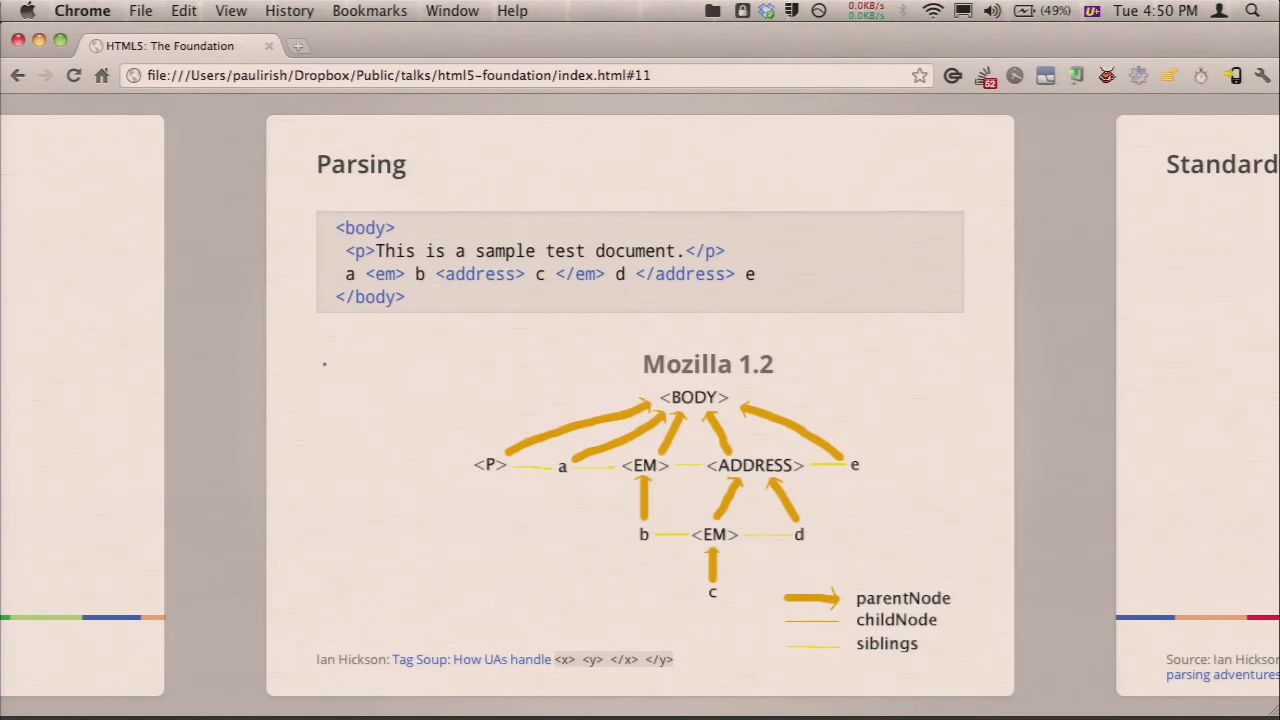 Chrome File Edit View History Bookmarks Window Help 0.0KB/s 0.0KB/s (49%) Tue 4:50 PM
HTML5: The Foundation
file:///Users/paulirish/Dropbox/Public/talks/html5-foundation/index.html#11
52
Parsing
<body>
<p>This is a sample test document.</p>
a <em> b <address> c </em> d </address> e
</body>
Mozilla 1.2
<BODY>
<P> a <EM> <ADDRESS> e
b <EM> d
c
parentNode
childNode
siblings
Ian Hickson: Tag Soup: How UAs handle <x> <y> </x> </y>
Standard
Source: Ian Hickson
parsing adventures